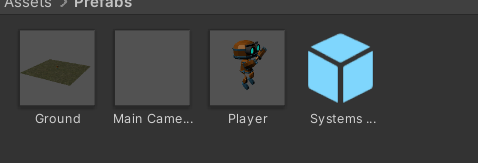 Assets > Prefabs
Ground Main Came... Player Systems ...